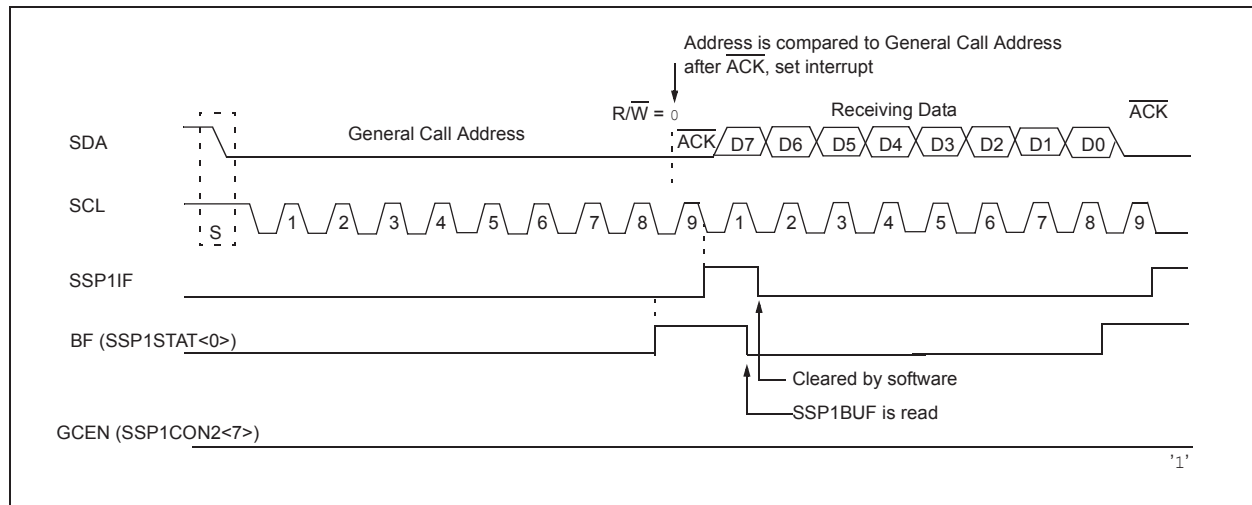 Address is compared to General Call Address
after ACK, set interrupt
R/W = 0
Receiving Data
ACK
SDA
General Call Address
ACK D7 D6 D5 D4 D3 D2 D1 D0
SCL
S
1 2 3 4 5 6 7 8 9 1 2 3 4 5 6 7 8 9
SSP1IF
BF (SSP1STAT<0>)
Cleared by software
SSP1BUF is read
GCEN (SSP1CON2<7>)
'1'